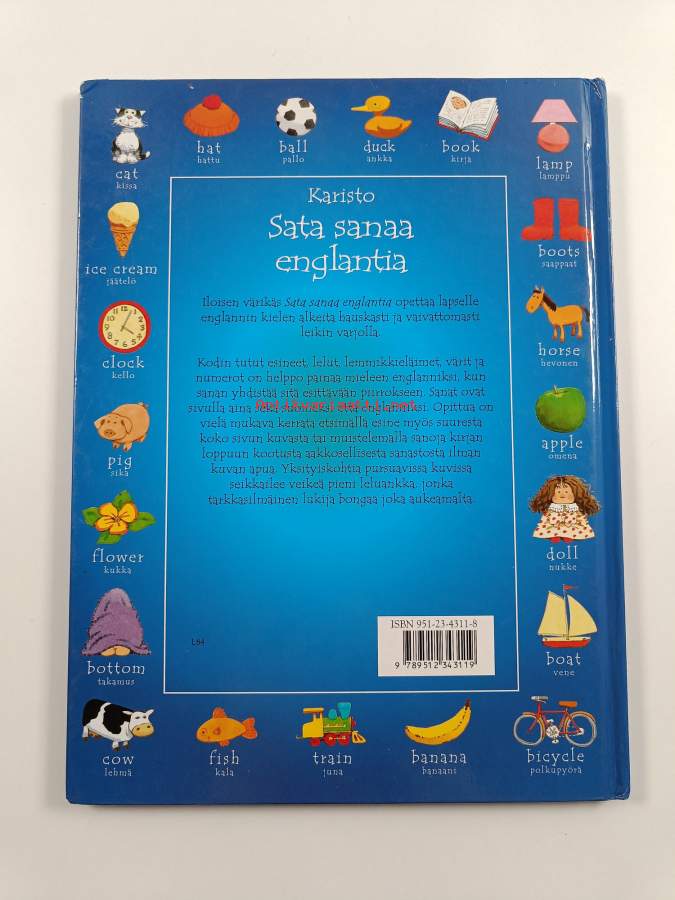 cat
kissa
hat
hattu
ball
pallo
duck
ankka
book
kirja
lamp
lamppu
ice cream
jäätelö
boots
saappaat
clock
kello
horse
hevonen
pig
sika
apple
omena
flower
kukka
doll
nukke
bottom
takamus
boat
vene
cow
lehmä
fish
kala
train
juna
banana
banaani
bicycle
polkupyörä
Karisto
Sata sanaa
englantia
Iloisen värikäs Sata sanaa englantia opettaa lapselle
englannin kielen alkeita hauskasti ja vaivattomasti
leikin varjolla.
Kodin tutut esineet, lelut, lemmikkieläimet, värit ja
numerot on helppo painaa mieleen englanniksi, kun
sanan yhdistää sitä esittävään piirrokseen. Sanat ovat
sivulla aina sekä suomeksi että englanniksi. Opittua on
vielä mukava kerrata etsimällä esine myös suuresta
koko sivun kuvasta tai muistelemalla sanoja kirjan
loppuun kootusta aakkosellisesta sanastosta ilman
kuvan apua. Yksityiskohtia pursuavissa kuvissa
seikkailee veikeä pieni leluankka, jonka
tarkkasilmäinen lukija bongaa joka aukeamalta.
L84
ISBN 951-23-4311-8
9 789512 343119